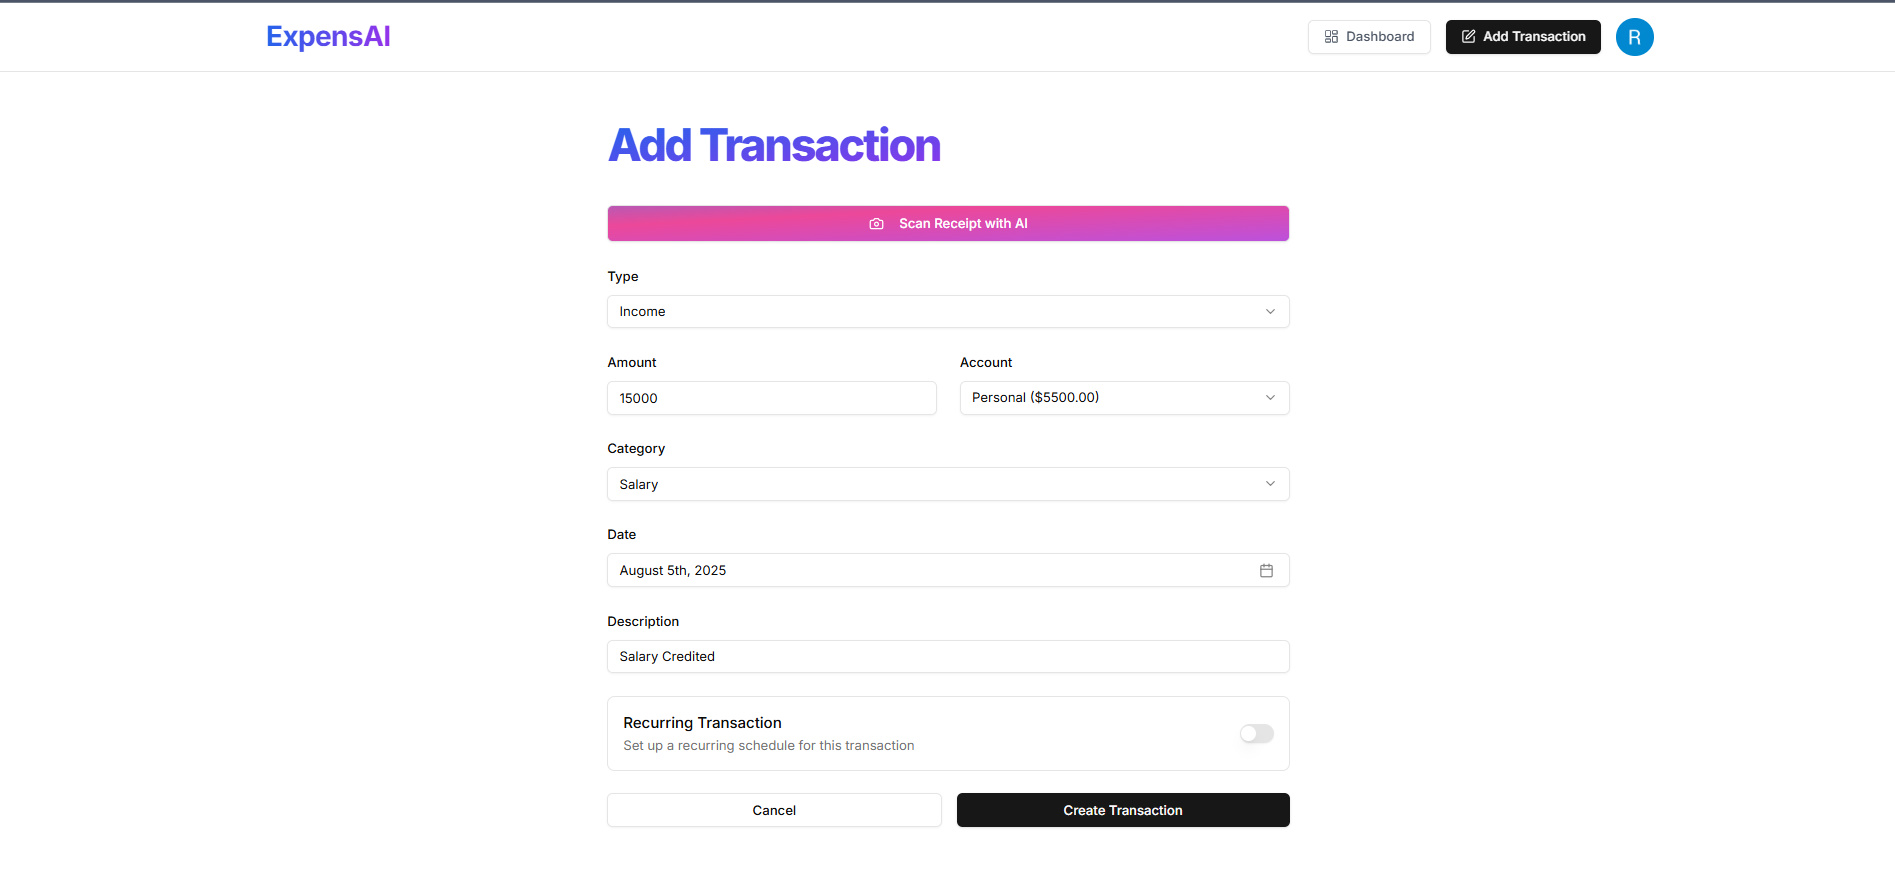 ExpensAI
Dashboard
Add Transaction
R
Add Transaction
Scan Receipt with AI
Type
Income
Amount
Account
15000
Personal ($5500.00)
Category
Salary
Date
August 5th, 2025
Description
Salary Credited
Recurring Transaction
Set up a recurring schedule for this transaction
Cancel
Create Transaction